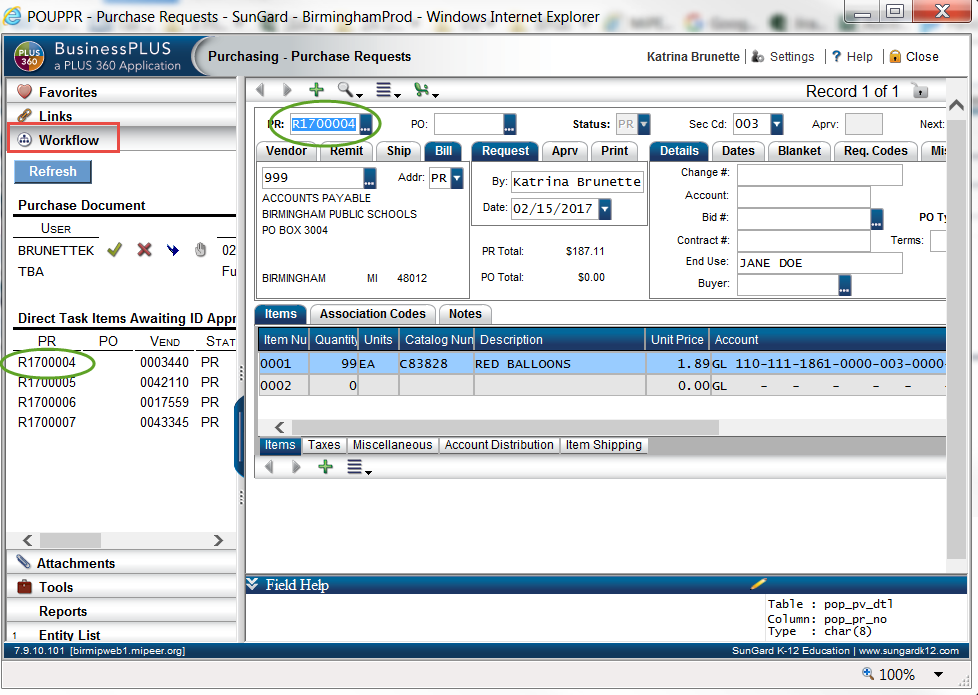 POUPPR - Purchase Requests - SunGard - BirminghamProd - Windows Internet Explorer
PLUS 360
BusinessPLUS
a PLUS 360 Application
Purchasing - Purchase Requests
Katrina Brunette
Settings
? Help
Close
Favorites
Links
Workflow
Refresh
Purchase Document
USER
BRUNETTEK 02
TBA Fu
Direct Task Items Awaiting ID Appr
PR PO VEND STAT
R1700004 0003440 PR
R1700005 0042110 PR
R1700006 0017559 PR
R1700007 0043345 PR
Attachments
Tools
Reports
1 Entity List
Record 1 of 1
PR: R1700004 PO: Status: PR Sec Cd: 003 Aprv: Next:
Vendor Remit Ship Bill
999 Addr: PR
ACCOUNTS PAYABLE
BIRMINGHAM PUBLIC SCHOOLS
PO BOX 3004
BIRMINGHAM MI 48012
Request Aprv Print
By: Katrina Brunette
Date: 02/15/2017
PR Total: $187.11
PO Total: $0.00
Details Dates Blanket Req. Codes Mis
Change #:
Account:
Bid #: PO Ty
Contract #: Terms:
End Use: JANE DOE
Buyer:
Items Association Codes Notes
Item Nu Quantity Units Catalog Nun Description Unit Price Account
0001 99 EA C83828 RED BALLOONS 1.89 GL 110-111-1861-0000-003-0000-
0002 0 0.00 GL - - - - -
Items Taxes Miscellaneous Account Distribution Item Shipping
Field Help
Table : pop_pv_dtl
Column: pop_pr_no
Type : char(8)
7.9.10.101 [birmipweb1.mipeer.org] SunGard K-12 Education | www.sungardk12.com
100%